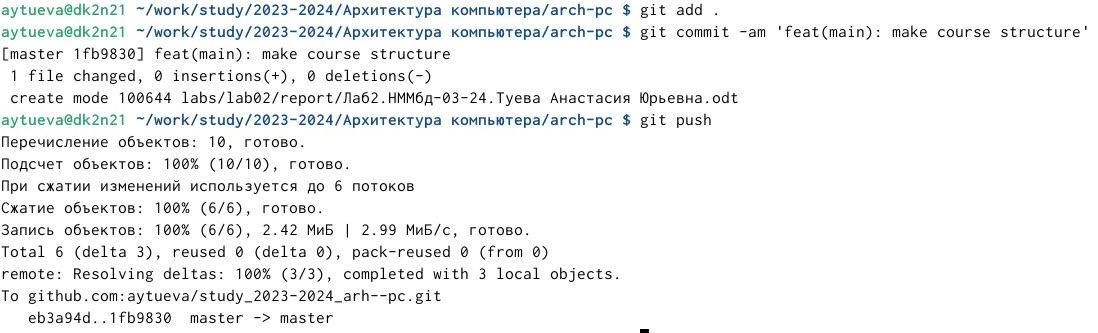 aytueva@dk2n21 ~/work/study/2023-2024/Архитектура компьютера/arch-pc $ git add .
aytueva@dk2n21 ~/work/study/2023-2024/Архитектура компьютера/arch-pc $ git commit -am 'feat(main): make course structure'
[master 1fb9830] feat(main): make course structure
 1 file changed, 0 insertions(+), 0 deletions(-)
 create mode 100644 labs/lab02/report/Лаб2.НММбд-03-24.Туева Анастасия Юрьевна.odt
aytueva@dk2n21 ~/work/study/2023-2024/Архитектура компьютера/arch-pc $ git push
Перечисление объектов: 10, готово.
Подсчет объектов: 100% (10/10), готово.
При сжатии изменений используется до 6 потоков
Сжатие объектов: 100% (6/6), готово.
Запись объектов: 100% (6/6), 2.42 МиБ | 2.99 МиБ/с, готово.
Total 6 (delta 3), reused 0 (delta 0), pack-reused 0 (from 0)
remote: Resolving deltas: 100% (3/3), completed with 3 local objects.
To github.com:aytueva/study_2023-2024_arh--pc.git
   eb3a94d..1fb9830  master -> master